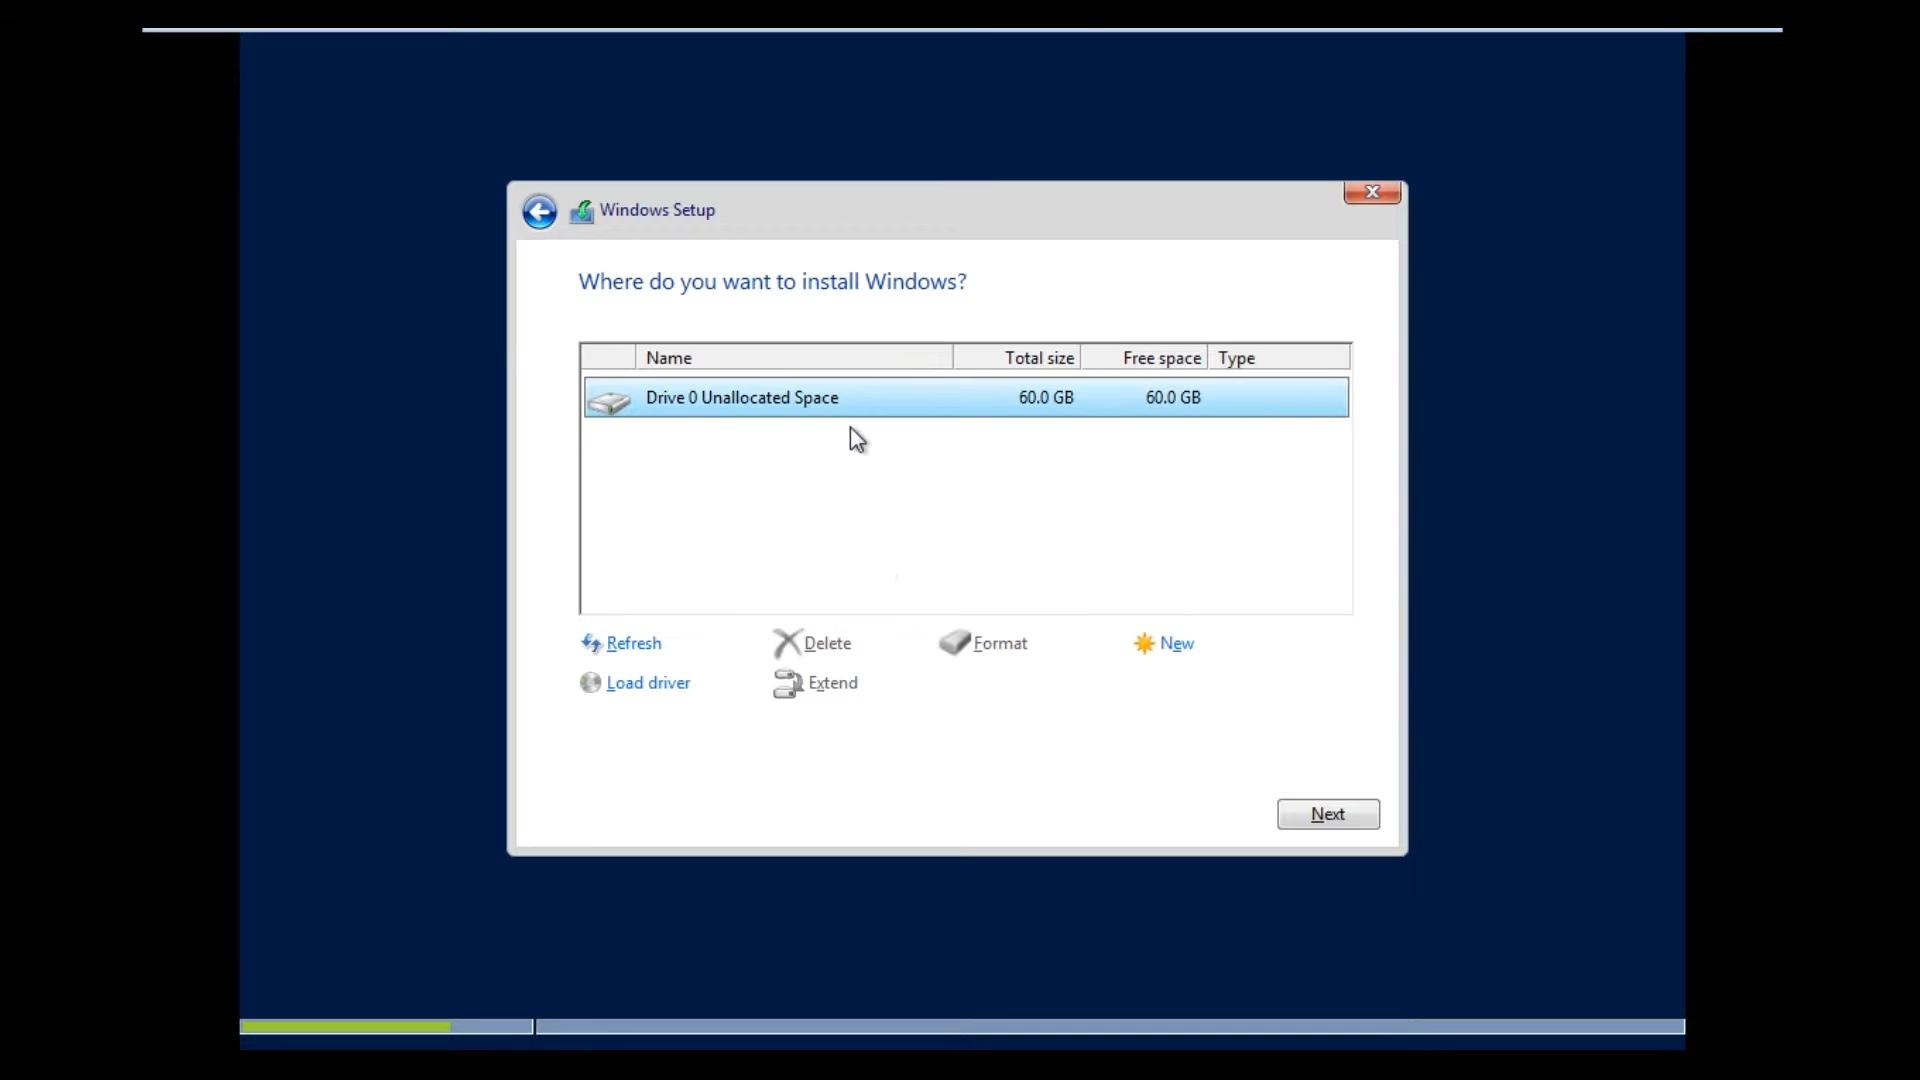 Windows Setup
Where do you want to install Windows?
Name Total size Free space Type
Drive 0 Unallocated Space 60.0 GB 60.0 GB
Refresh Delete Format New
Load driver Extend
Next